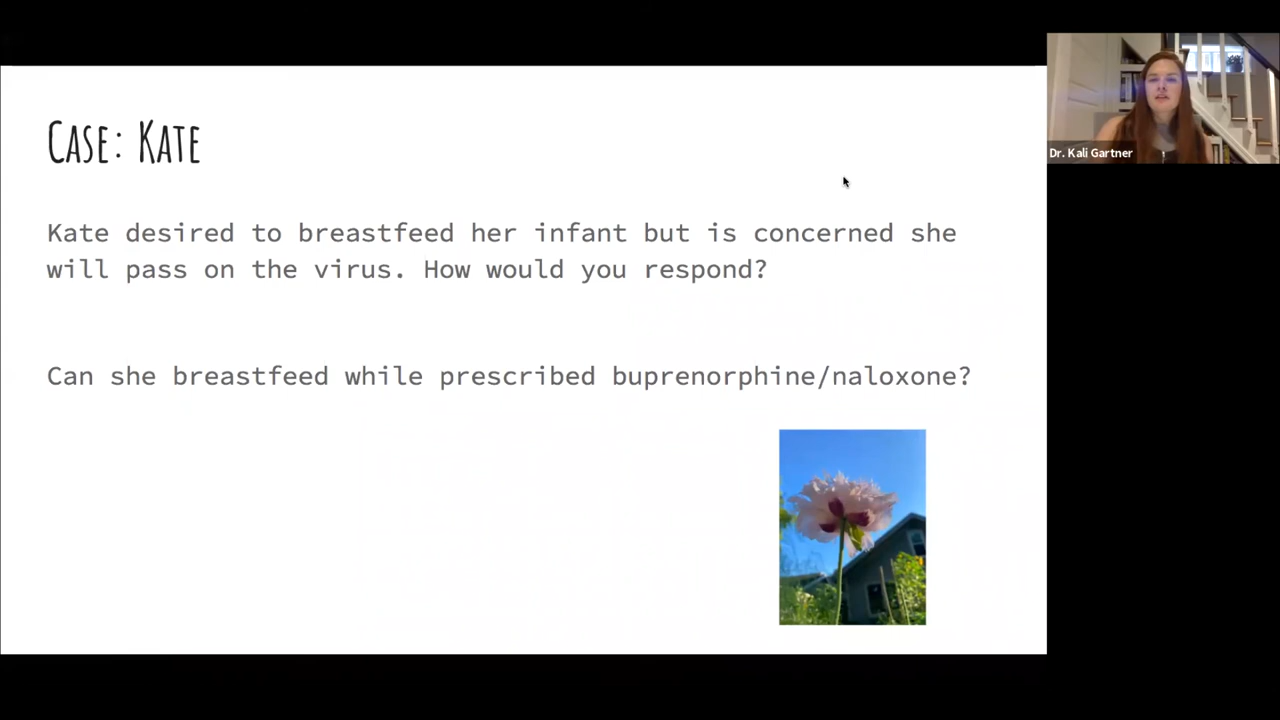 Case: Kate
Kate desired to breastfeed her infant but is concerned she
will pass on the virus. How would you respond?
Can she breastfeed while prescribed buprenorphine/naloxone?
Dr. Kali Gartner